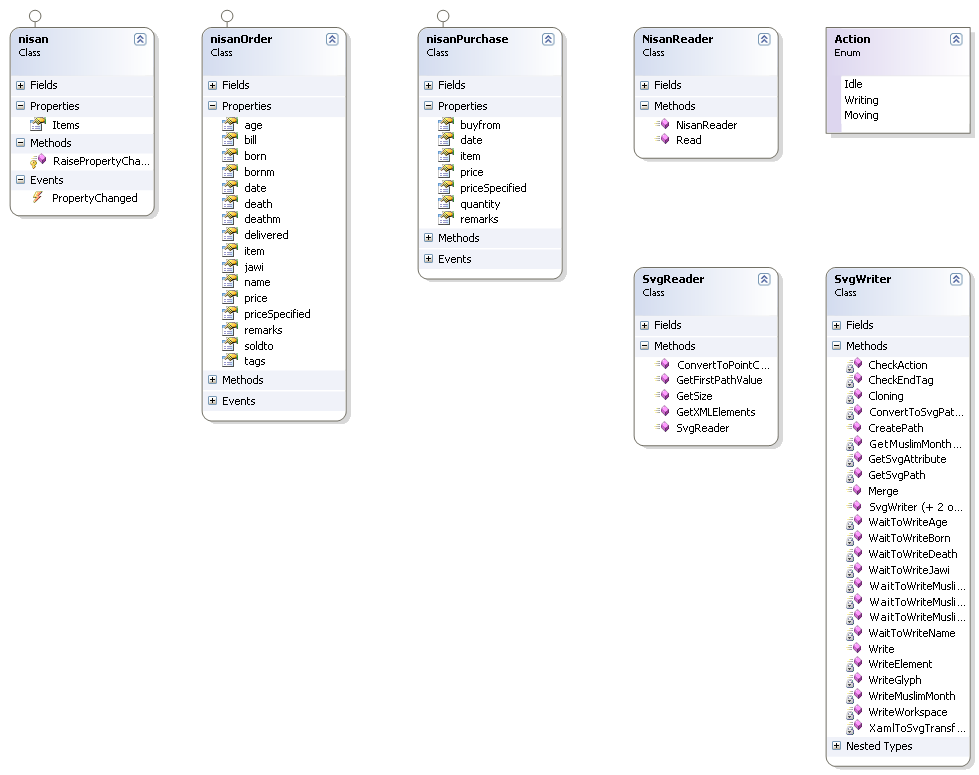 nisan
Class
Fields
Properties
Items
Methods
RaisePropertyCha...
Events
PropertyChanged
nisanOrder
Class
Fields
Properties
age
bill
born
bornm
date
death
deathm
delivered
item
jawi
name
price
priceSpecified
remarks
soldto
tags
Methods
Events
nisanPurchase
Class
Fields
Properties
buyfrom
date
item
price
priceSpecified
quantity
remarks
Methods
Events
NisanReader
Class
Fields
Methods
NisanReader
Read
Action
Enum
Idle
Writing
Moving
SvgReader
Class
Fields
Methods
ConvertToPointC...
GetFirstPathValue
GetSize
GetXMLElements
SvgReader
SvgWriter
Class
Fields
Methods
CheckAction
CheckEndTag
Cloning
ConvertToSvgPat...
CreatePath
GetMuslimMonth...
GetSvgAttribute
GetSvgPath
Merge
SvgWriter (+ 2 o...
WaitToWriteAge
WaitToWriteBorn
WaitToWriteDeath
WaitToWriteJawi
WaitToWriteMusli...
WaitToWriteMusli...
WaitToWriteMusli...
WaitToWriteName
Write
WriteElement
WriteGlyph
WriteMuslimMonth
WriteWorkspace
XamlToSvgTransf...
Nested Types